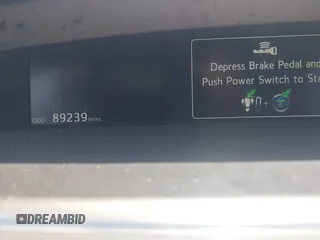 Depress Brake Pedal and
Push Power Switch to Sta
ODO 89239 miles
DREAMBID